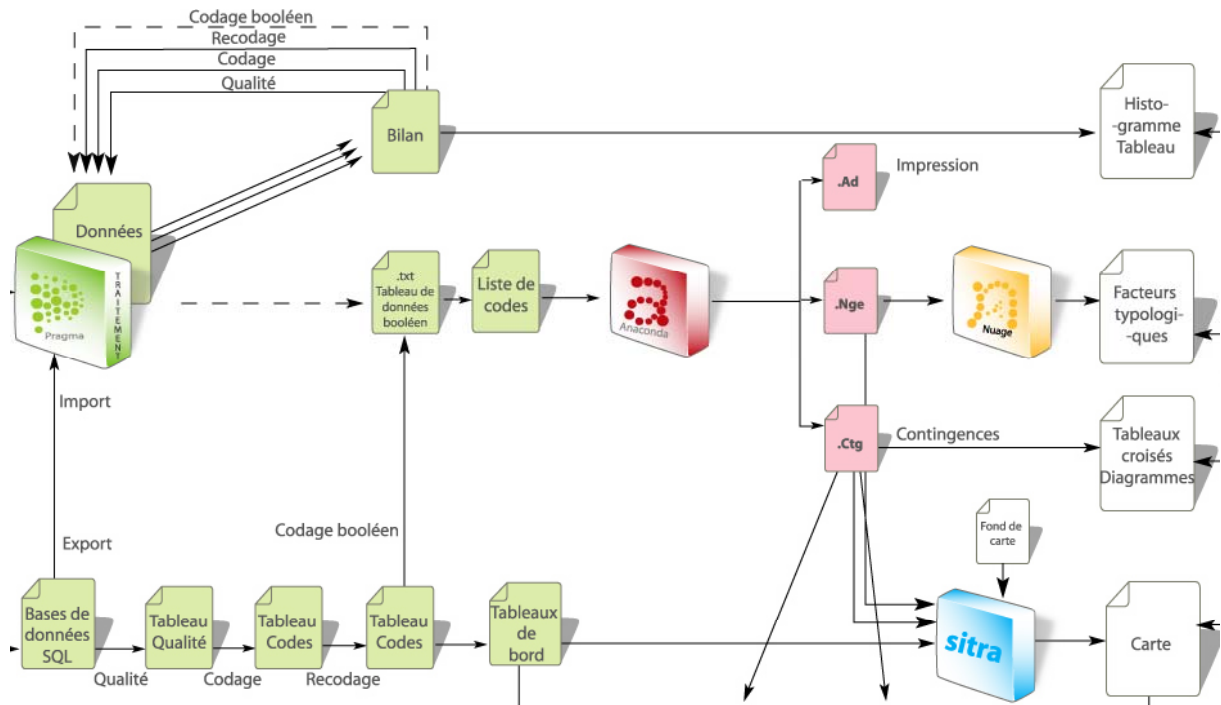 Codage booléen
Recodage
Codage
Qualité
Bilan
Histo-
-gramme
Tableau
.Ad
Impression
Données
TRAITEMENT
Pragma
.txt
Tableau de
données
booléen
Liste de
codes
Anaconda
.Nge
Nuage
Facteurs
typologi-
-ques
Import
.Ctg
Contingences
Tableaux
croisés
Diagrammes
Codage booléen
Export
Fond de
carte
Bases de
données
SQL
Tableau
Qualité
Tableau
Codes
Tableau
Codes
Tableaux
de
bord
sitra
Carte
Qualité
Codage
Recodage